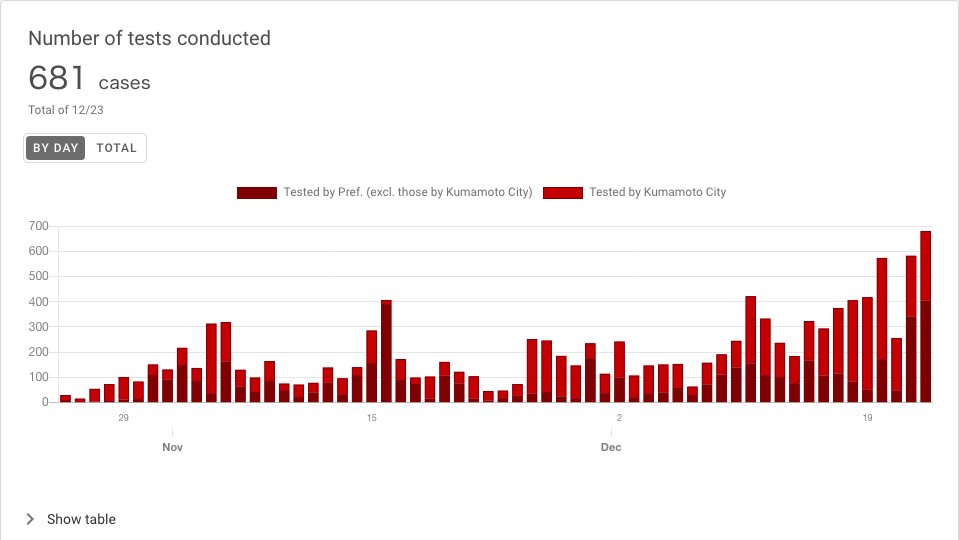 Number of tests conducted
681 cases
Total of 12/23
BY DAY TOTAL
Tested by Pref. (excl. those by Kumamoto City) Tested by Kumamoto City
700
600
500
400
300
200
100
0
29 15 2 19
Nov Dec
Show table